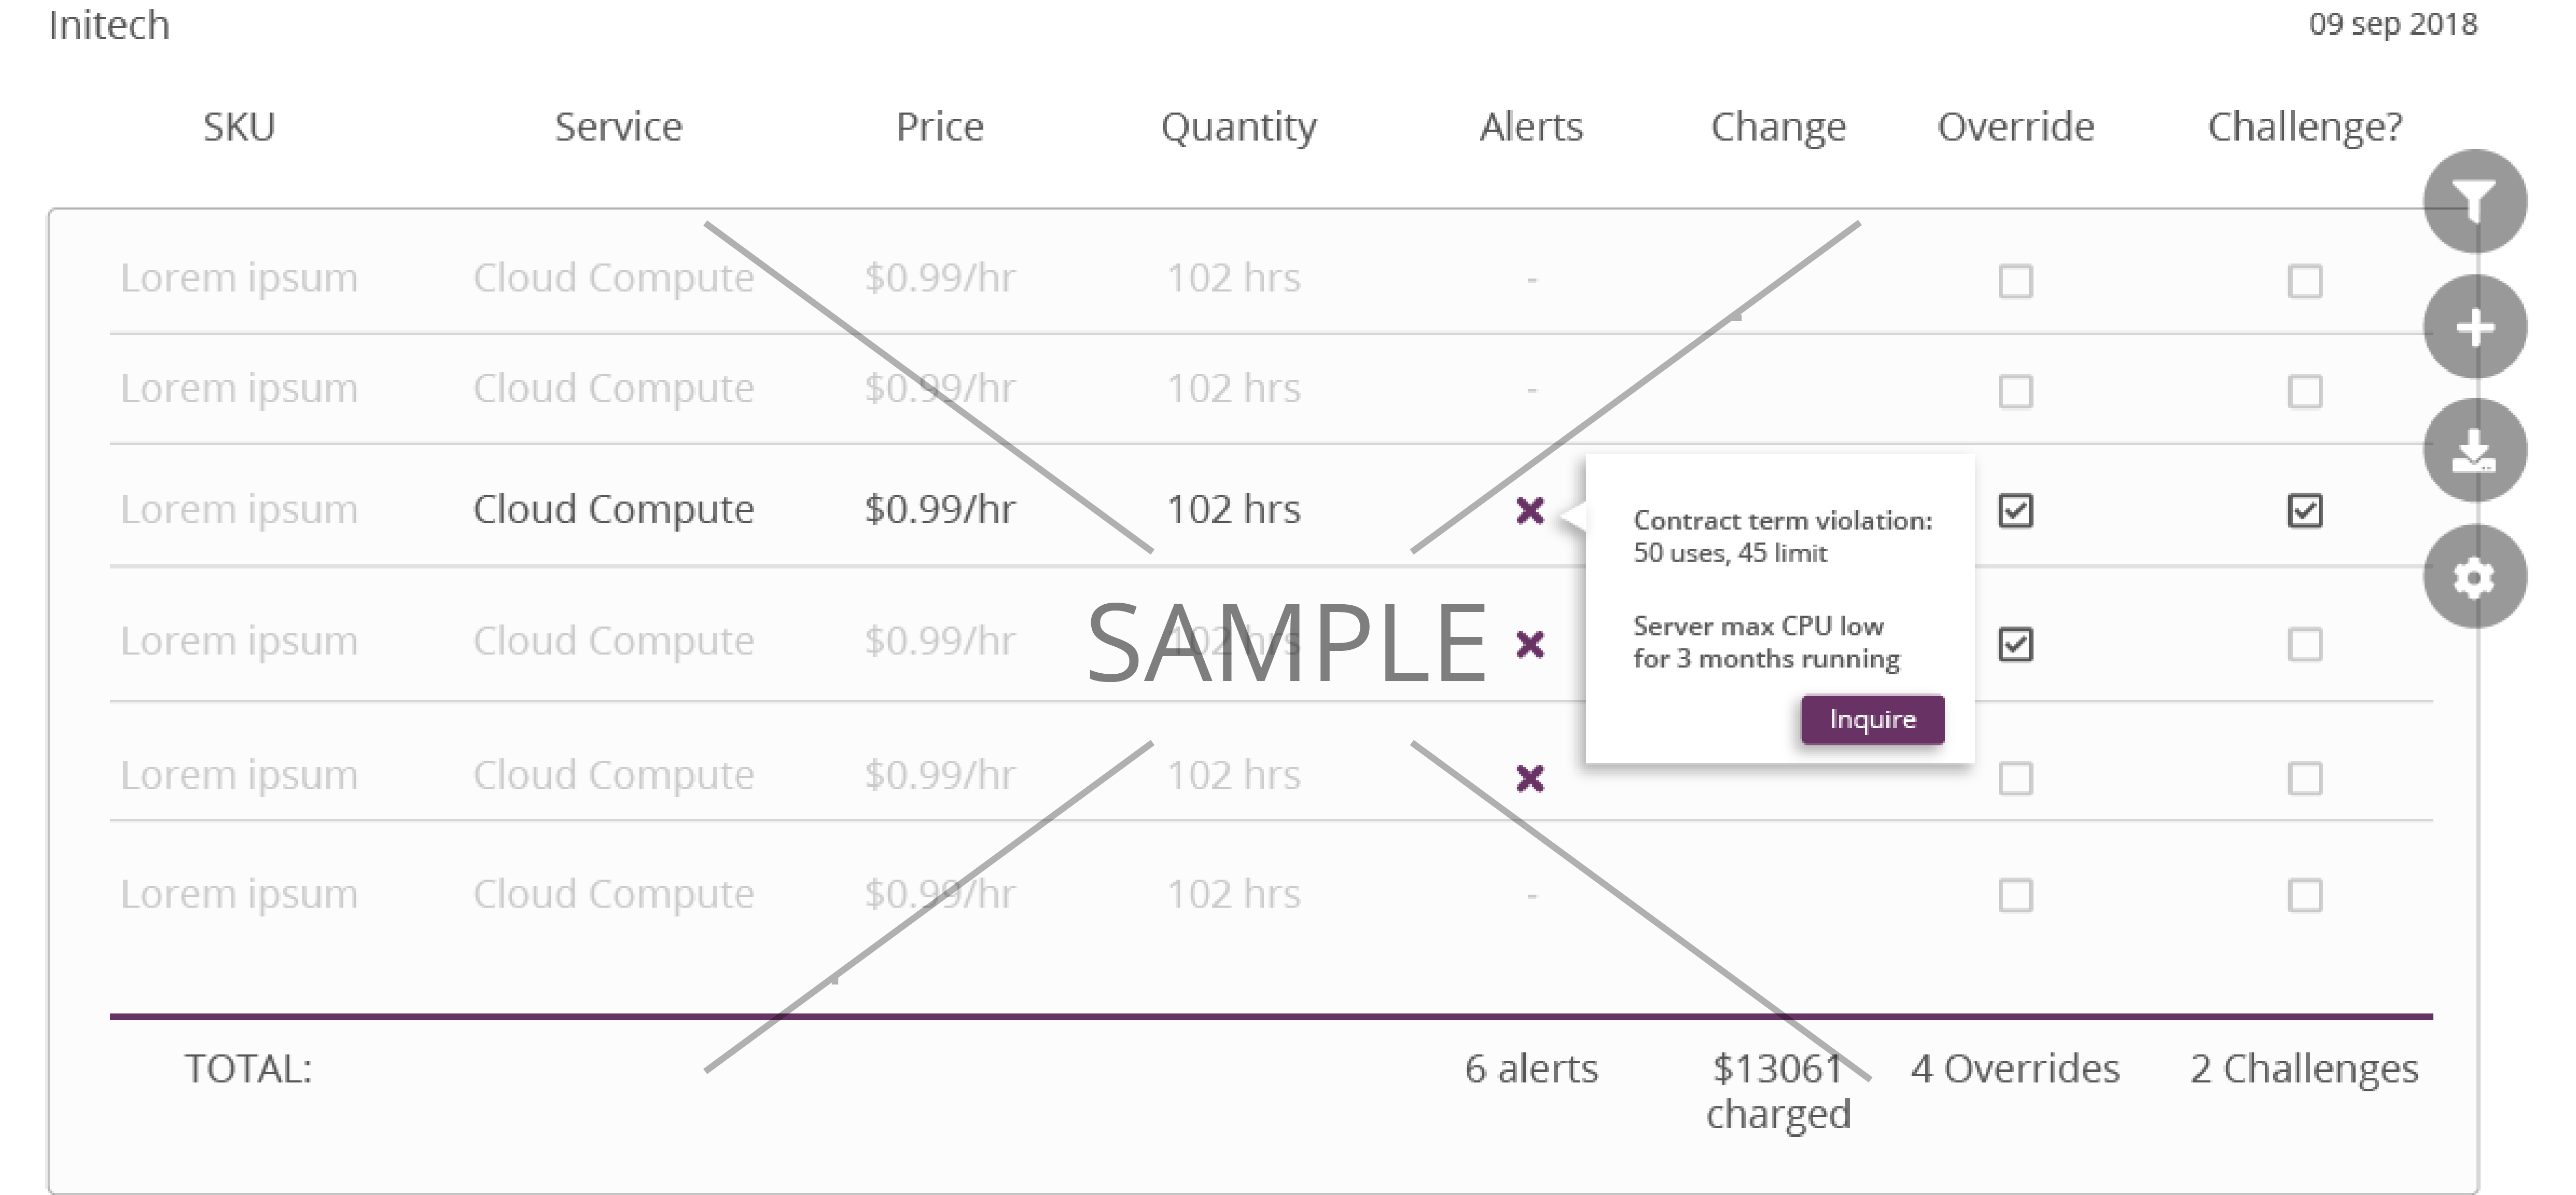 Initech
09 sep 2018
SKU Service Price Quantity Alerts Change Override Challenge?
Lorem ipsum Cloud Compute $0.99/hr 102 hrs -
Lorem ipsum Cloud Compute $0.99/hr 102 hrs -
Lorem ipsum Cloud Compute $0.99/hr 102 hrs
Contract term violation:
50 uses, 45 limit
Server max CPU low
for 3 months running
Inquire
Lorem ipsum Cloud Compute $0.99/hr 102 hrs
SAMPLE
Lorem ipsum Cloud Compute $0.99/hr 102 hrs
Lorem ipsum Cloud Compute $0.99/hr 102 hrs -
TOTAL: 6 alerts $13061 4 Overrides 2 Challenges
charged